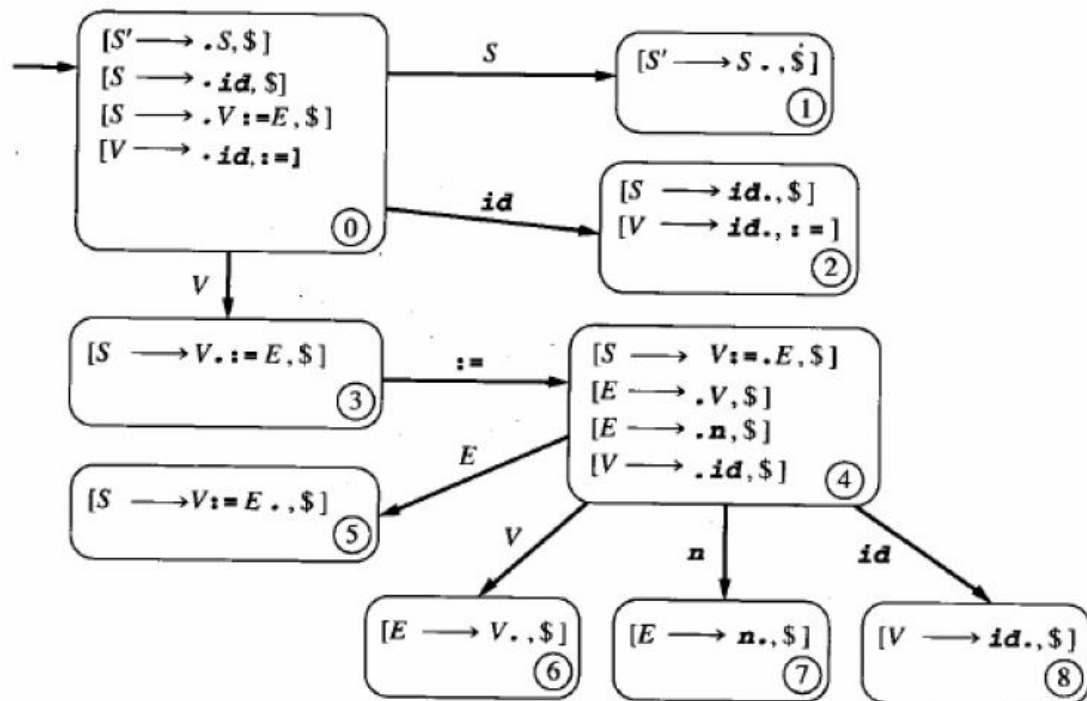 [S' ⟶ .S,$]
[S ⟶ .id,$]
[S ⟶ .V:=E,$]
[V ⟶ .id,:=]
0
S
[S' ⟶ S.,$]
1
id
[S ⟶ id.,$]
[V ⟶ id.,:=]
2
V
[S ⟶ V.:=E,$]
3
:=
[S ⟶ V:=.E,$]
[E ⟶ .V,$]
[E ⟶ .n,$]
[V ⟶ .id,$]
4
E
[S ⟶ V:=E.,$]
5
V
n
id
[E ⟶ V.,$]
6
[E ⟶ n.,$]
7
[V ⟶ id.,$]
8